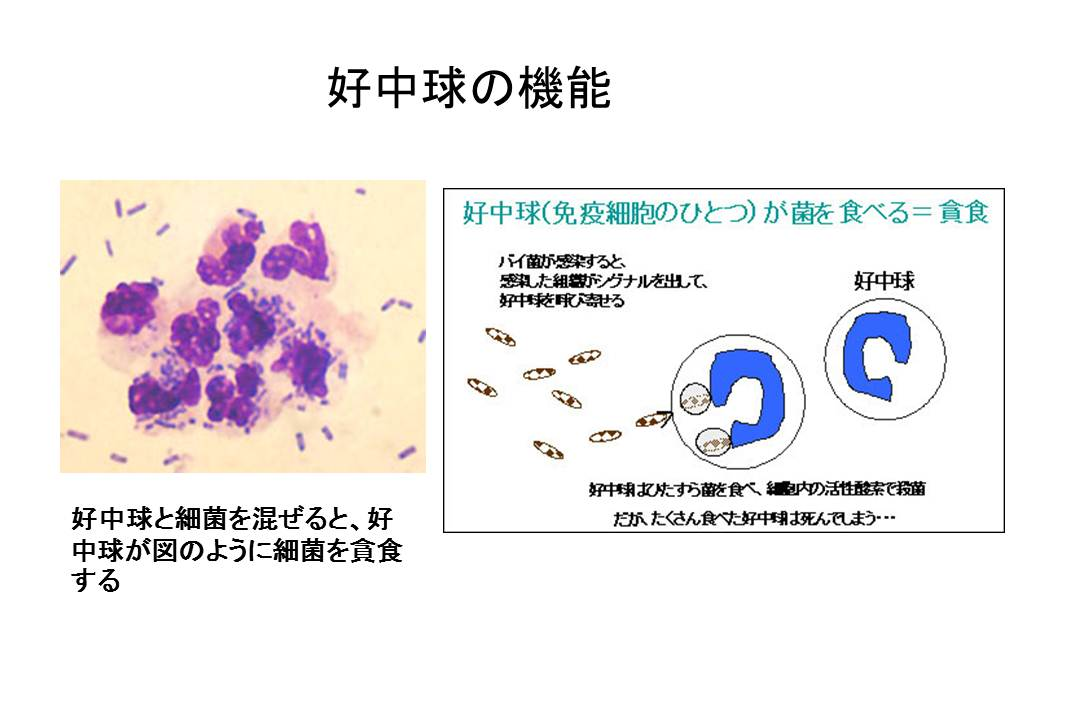 好中球の機能
好中球(免疫細胞のひとつ)が菌を食べる＝貪食
バイ菌が感染すると、
感染した組織がシグナルを出して、
好中球を呼び寄せる
好中球
好中球はひたすら菌を食べ、細胞内の活性酸素で殺菌
だが、たくさん食べた好中球は死んでしまう…
好中球と細菌を混ぜると、好
中球が図のように細菌を貪食
する